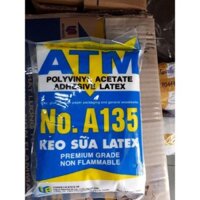 ATM
POLYVINYL ACETATE
ADHESIVE LATEX
No. A135
KEO SỮA LATEX
PREMIUM GRADE
NON FLAMMABLE